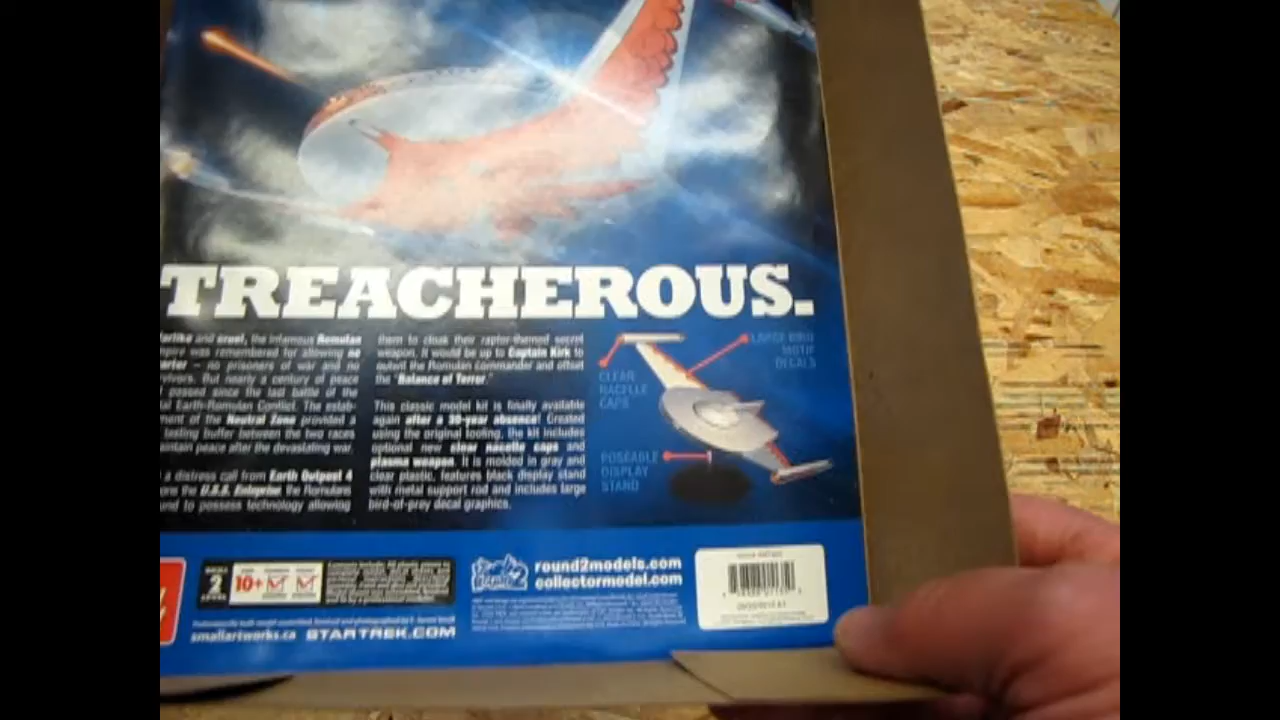 TREACHEROUS.
and cruel, the infamous Romulan
was remembered for allowing no
no prisoners of war and no
But nearly a century of peace
passed since the last battle of the
Earth-Romulan Conflict. The estab-
of the Neutral Zone provided a
lasting buffer between the two races
maintain peace after the devastating war.
a distress call from Earth Outpost 4
the U.S.S. Enterprise, the Romulans
to possess technology allowing
them to cloak their raptor-themed secret
weapon. It would be up to Captain Kirk to
outwit the Romulan commander and offset
the "Balance of Terror."
This classic model kit is finally available
again after a 30-year absence! Created
using the original tooling, the kit includes
optional new clear nacelle caps and
plasma weapon. It is molded in gray and
clear plastic, features black display stand
with metal support rod and includes large
bird-of-prey decal graphics.
LARGE BIRD
MOTIF
DECALS
CLEAR
NACELLE
CAPS
POSEABLE
DISPLAY
STAND
2
10+
Round 2
round2models.com
collectormodel.com
smallartworks.ca STARTREK.COM